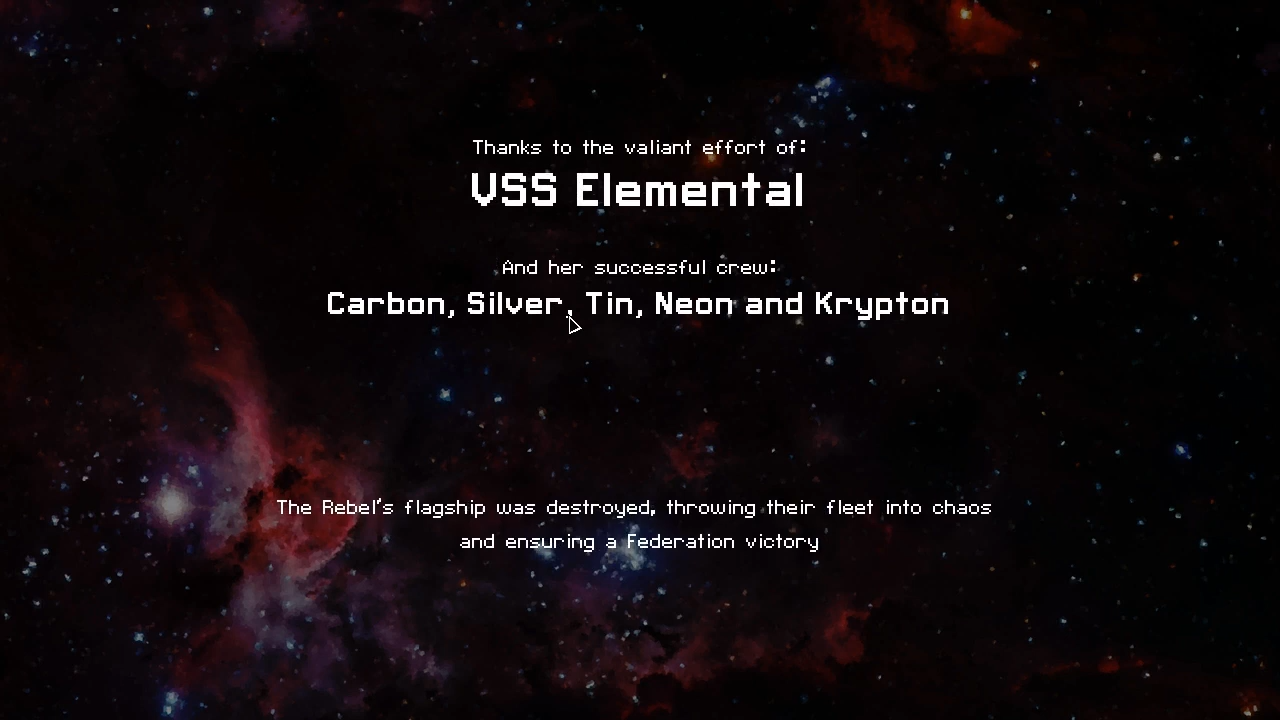 Thanks to the valiant effort of:
VSS Elemental
And her successful crew:
Carbon, Silver, Tin, Neon and Krypton
The Rebel's flagship was destroyed, throwing their fleet into chaos
and ensuring a Federation victory